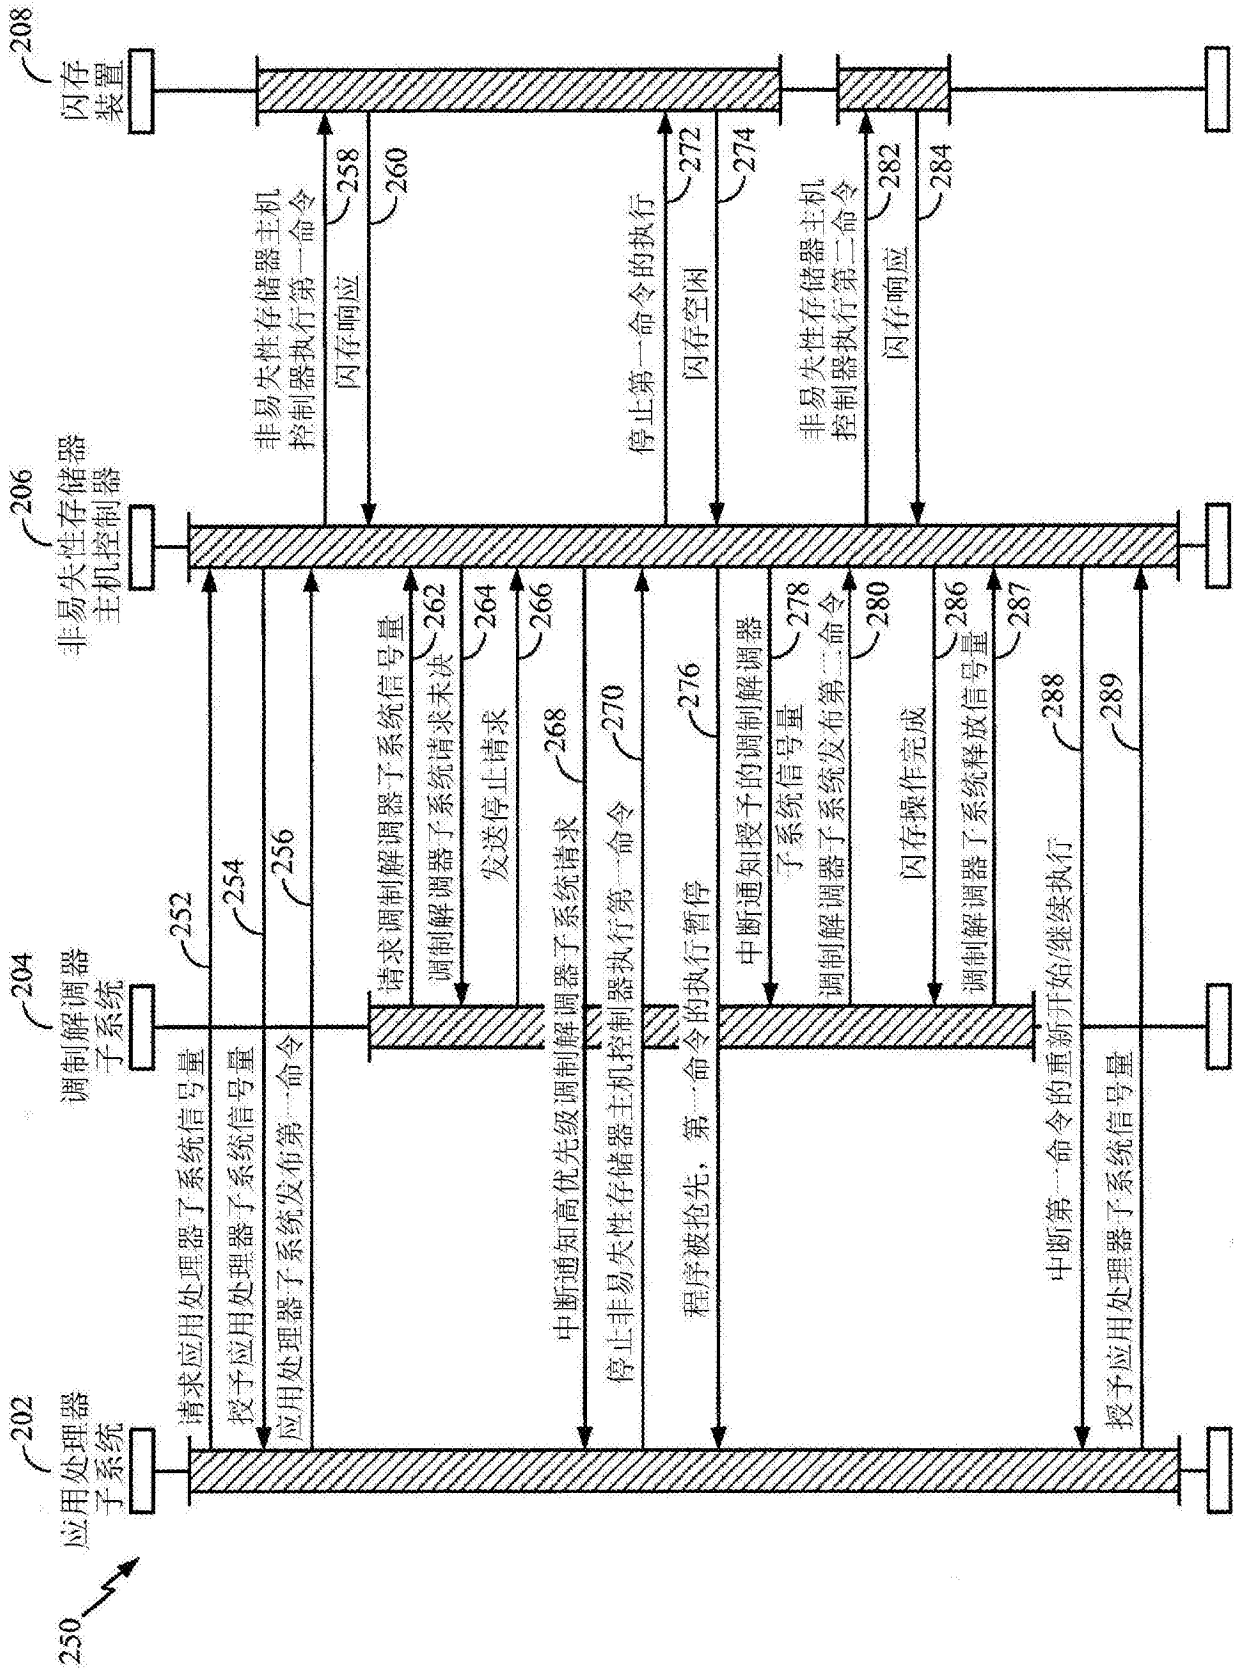 250
202
应用处理器
子系统
204
调制解调器
子系统
206
非易失性存储器
主机控制器
208
闪存
装置
请求应用处理器子系统信号量
252
授予应用处理器子系统信号量
254
应用处理器子系统发布第一命令
256
非易失性存储器主机
控制器执行第一命令
258
闪存响应
260
请求调制解调器子系统信号量
262
调制解调器子系统请求未决
264
发送停止请求
266
中断通知高优先级调制解调器子系统请求
268
停止非易失性存储器主机控制器执行第一命令
270
停止第一命令的执行
272
闪存空闲
274
程序被抢先，第一命令的执行暂停
276
中断通知授予的调制解调器
子系统信号量
278
调制解调器子系统发布第二命令
280
非易失性存储器主机
控制器执行第二命令
282
闪存响应
284
闪存操作完成
286
调制解调器子系统释放信号量
287
中断第一命令的重新开始/继续执行
288
授予应用处理器子系统信号量
289